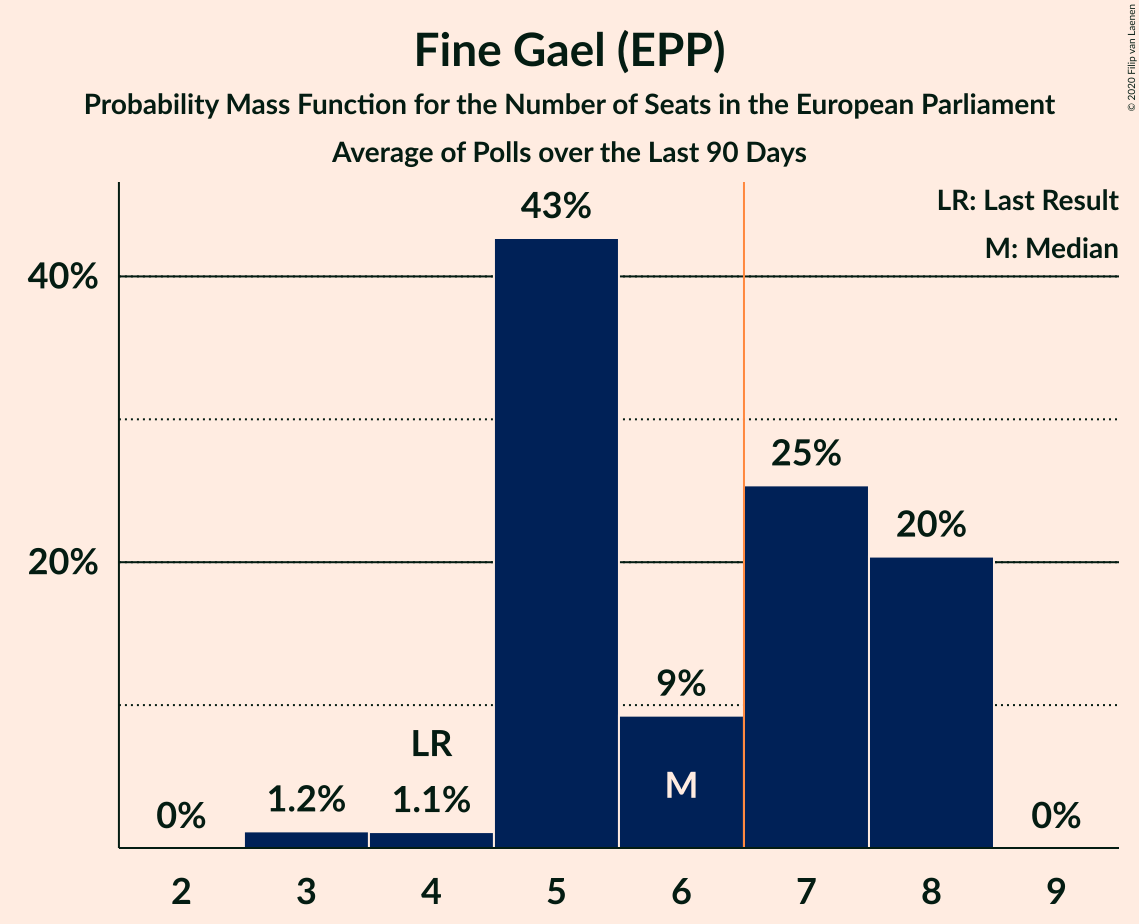 Fine Gael (EPP)
Probability Mass Function for the Number of Seats in the European Parliament
Average of Polls over the Last 90 Days
© 2020 Filip van Laenen
LR: Last Result
M: Median
43%
40%
25%
20%
20%
9%
LR
M
0%
1.2%
1.1%
0%
2 3 4 5 6 7 8 9